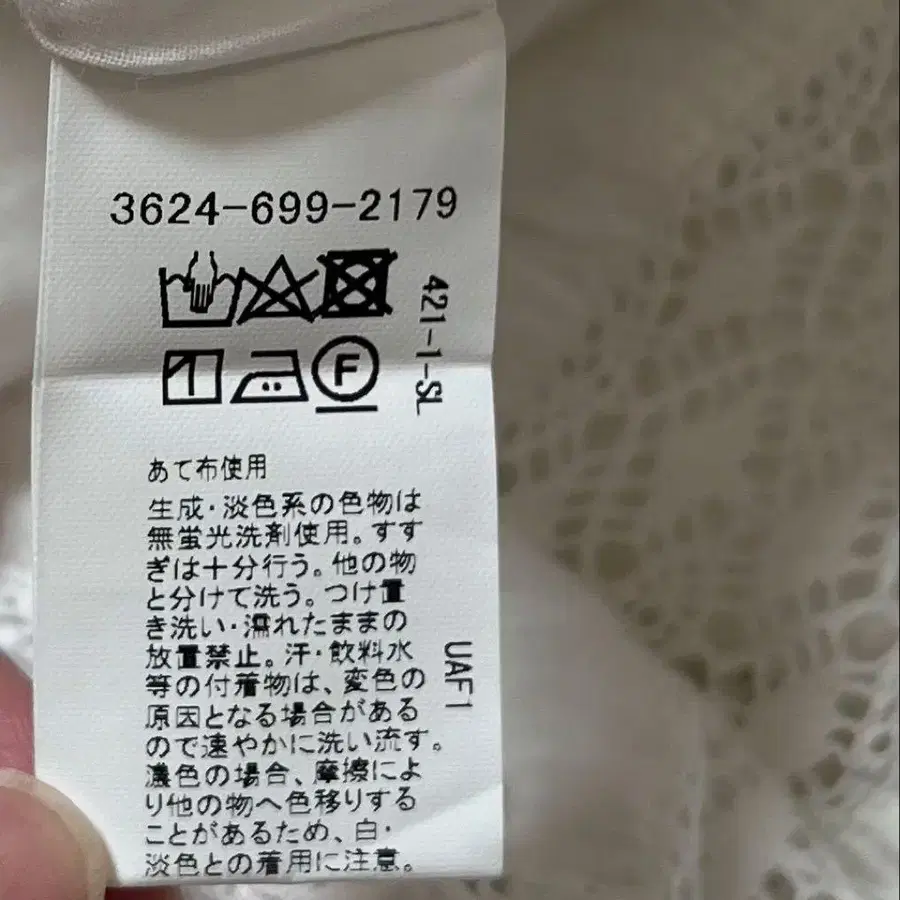 3624-699-2179
421-1-SL
F
あて布使用
生成・淡色系の色物は
無蛍光洗剤使用。すす
ぎは十分行う。他の物
と分けて洗う。つけ置
き洗い・濡れたままの
放置禁止。汗・飲料水
等の付着物は、変色の
原因となる場合がある
ので速やかに洗い流す。
濃色の場合、摩擦によ
り他の物へ色移りする
ことがあるため、白・
淡色との着用に注意。
UAF1